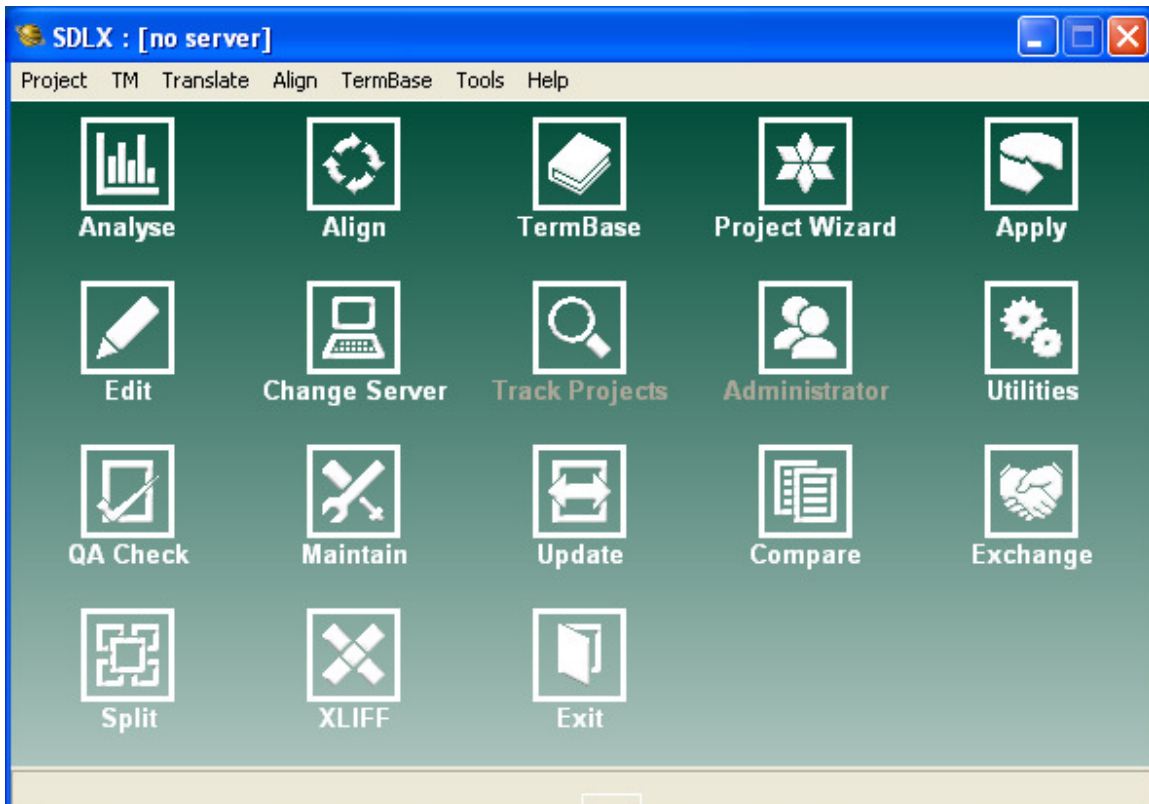 SDLX : [no server]
Project TM Translate Align TermBase Tools Help
Analyse Align TermBase Project Wizard Apply
Edit Change Server Track Projects Administrator Utilities
QA Check Maintain Update Compare Exchange
Split XLIFF Exit